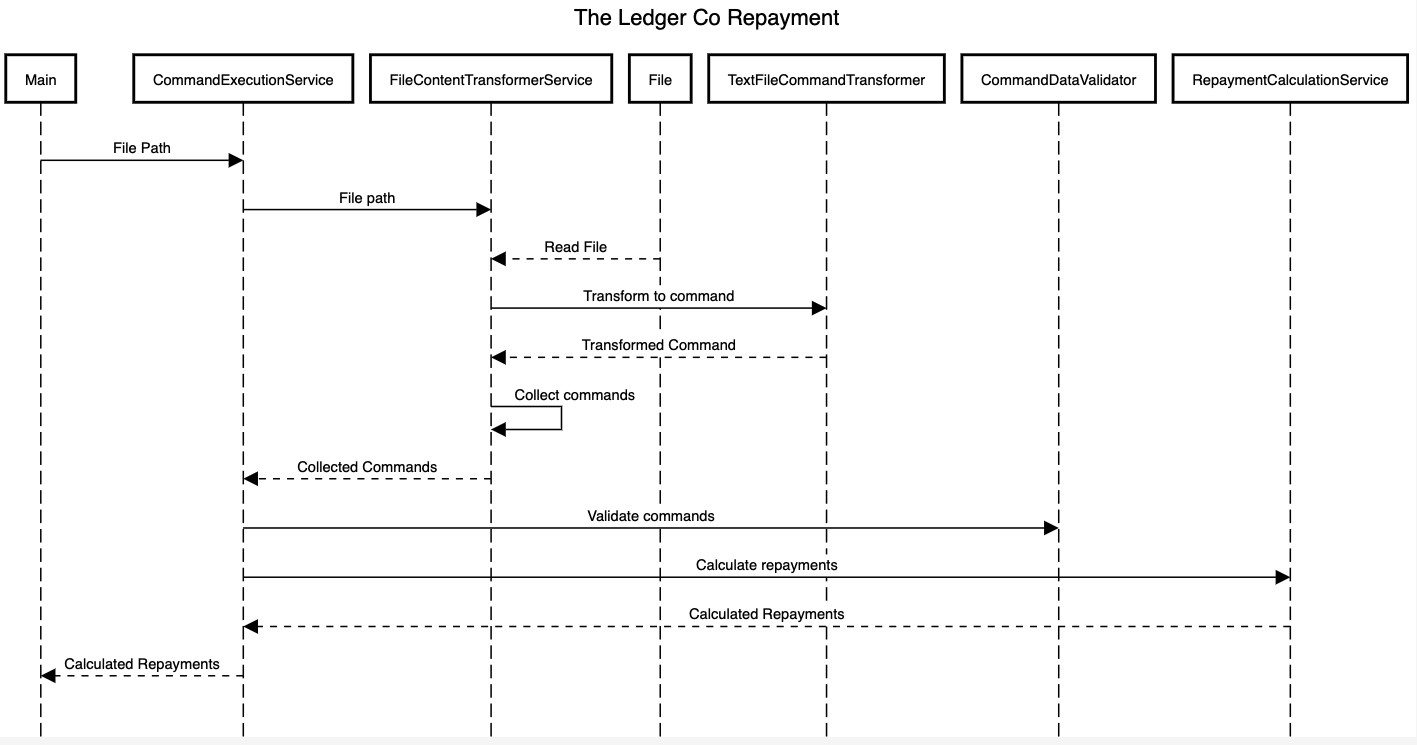 The Ledger Co Repayment
Main
CommandExecutionService
FileContentTransformerService
File
TextFileCommandTransformer
CommandDataValidator
RepaymentCalculationService
File Path
File path
Read File
Transform to command
Transformed Command
Collect commands
Collected Commands
Validate commands
Calculate repayments
Calculated Repayments
Calculated Repayments